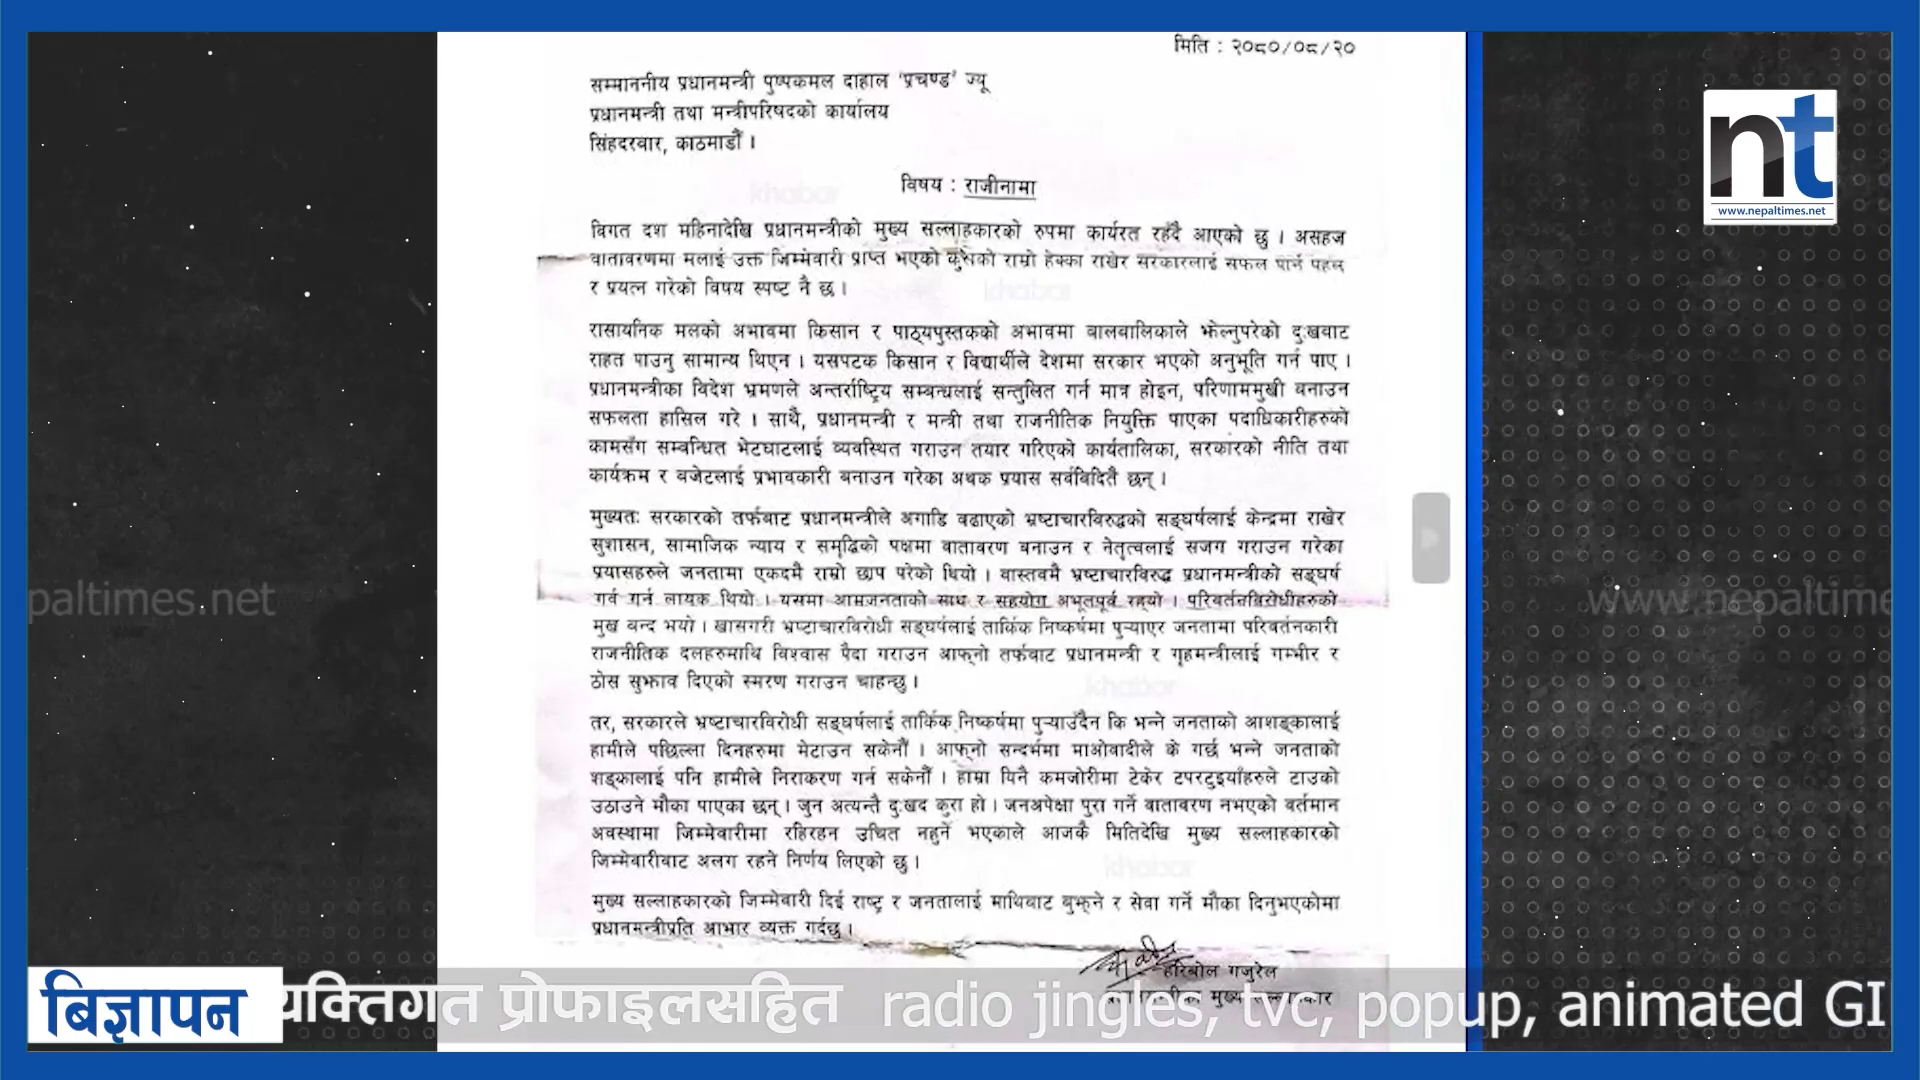 मिति : २०८०/०८/२०
सम्माननीय प्रधानमन्त्री पुष्पकमल दाहाल 'प्रचण्ड' ज्यू
प्रधानमन्त्री तथा मन्त्रीपरिषदको कार्यालय
सिंहदरबार, काठमाडौं ।
विषय : राजीनामा
विगत दश महिनादेखि प्रधानमन्त्रीको मुख्य सल्लाहकारको रुपमा कार्यरत रहँदै आएको छु । असहज
वातावरणमा मलाई उक्त जिम्मेवारी प्राप्त भएको कुराको राम्रो हेक्का राखेर सरकारलाई सफल पार्न पहल
र प्रयत्न गरेको विषय स्पष्ट नै छ ।
रासायनिक मलको अभावमा किसान र पाठ्यपुस्तकको अभावमा बालबालिकाले झेल्नुपरेको दुःखबाट
राहत पाउनु सामान्य थिएन । यसपटक किसान र विद्यार्थीले देशमा सरकार भएको अनुभूति गर्न पाए ।
प्रधानमन्त्रीका विदेश भ्रमणले अन्तर्राष्ट्रिय सम्बन्धलाई सन्तुलित गर्न मात्र होइन, परिणाममुखी बनाउन
सफलता हासिल गरे । साथै, प्रधानमन्त्री र मन्त्री तथा राजनीतिक नियुक्ति पाएका पदाधिकारीहरुको
कामसँग सम्बन्धित भेटघाटलाई व्यवस्थित गराउन तयार गरिएको कार्यतालिका, सरकारको नीति तथा
कार्यक्रम र बजेटलाई प्रभावकारी बनाउन गरेका अथक प्रयास सर्वविदितै छन् ।
मुख्यतः सरकारको तर्फबाट प्रधानमन्त्रीले अगाडि बढाएको भ्रष्टाचारविरुद्धको सङ्घर्षलाई केन्द्रमा राखेर
सुशासन, सामाजिक न्याय र समृद्धिको पक्षमा वातावरण बनाउन र नेतृत्वलाई सजग गराउन गरेका
प्रयासहरुले जनतामा एकदमै राम्रो छाप परेको थियो । वास्तवमै भ्रष्टाचारविरुद्ध प्रधानमन्त्रीको सङ्घर्ष
गर्व गर्न लायक थियो । यसमा आमजनताको साथ र सहयोग अभूतपूर्व रह्यो । परिवर्तनविरोधीहरुको
मुख बन्द भयो । खासगरी भ्रष्टाचारविरोधी सङ्घर्षलाई तार्किक निष्कर्षमा पुऱ्याएर जनतामा परिवर्तनकारी
राजनीतिक दलहरुमाथि विश्वास पैदा गराउन आफ्नो तर्फबाट प्रधानमन्त्री र गृहमन्त्रीलाई गम्भीर र
ठोस सुझाव दिएको स्मरण गराउन चाहन्छु ।
तर, सरकारले भ्रष्टाचारविरोधी सङ्घर्षलाई तार्किक निष्कर्षमा पुऱ्याउँदैन कि भन्ने जनताको आशङ्कालाई
हामीले पछिल्ला दिनहरुमा मेटाउन सकेनौं । आफ्नो सन्दर्भमा माओवादीले के गर्छ भन्ने जनताको
शङ्कालाई पनि हामीले निराकरण गर्न सकेनौं । हाम्रा यिनै कमजोरीमा टेकेर टपरटुइयाँहरुले टाउको
उठाउने मौका पाएका छन् । जुन अत्यन्तै दुःखद कुरा हो । जनअपेक्षा पुरा गर्ने वातावरण नभएको वर्तमान
अवस्थामा जिम्मेवारीमा रहिरहन उचित नहुने भएकाले आजकै मितिदेखि मुख्य सल्लाहकारको
जिम्मेवारीबाट अलग रहने निर्णय लिएको छु ।
मुख्य सल्लाहकारको जिम्मेवारी दिई राष्ट्र र जनतालाई माथिबाट बुझ्ने र सेवा गर्ने मौका दिनुभएकोमा
प्रधानमन्त्रीप्रति आभार व्यक्त गर्दछु ।
हरिबोल गजुरेल
प्रधानमन्त्रीको मुख्य सल्लाहकार
nt
www.nepaltimes.net
paltimes.net
www.nepaltime
khabar
khabar
khabar
khabar
विज्ञापन
यक्तिगत प्रोफाइलसहित radio jingles, tvc, popup, animated GI